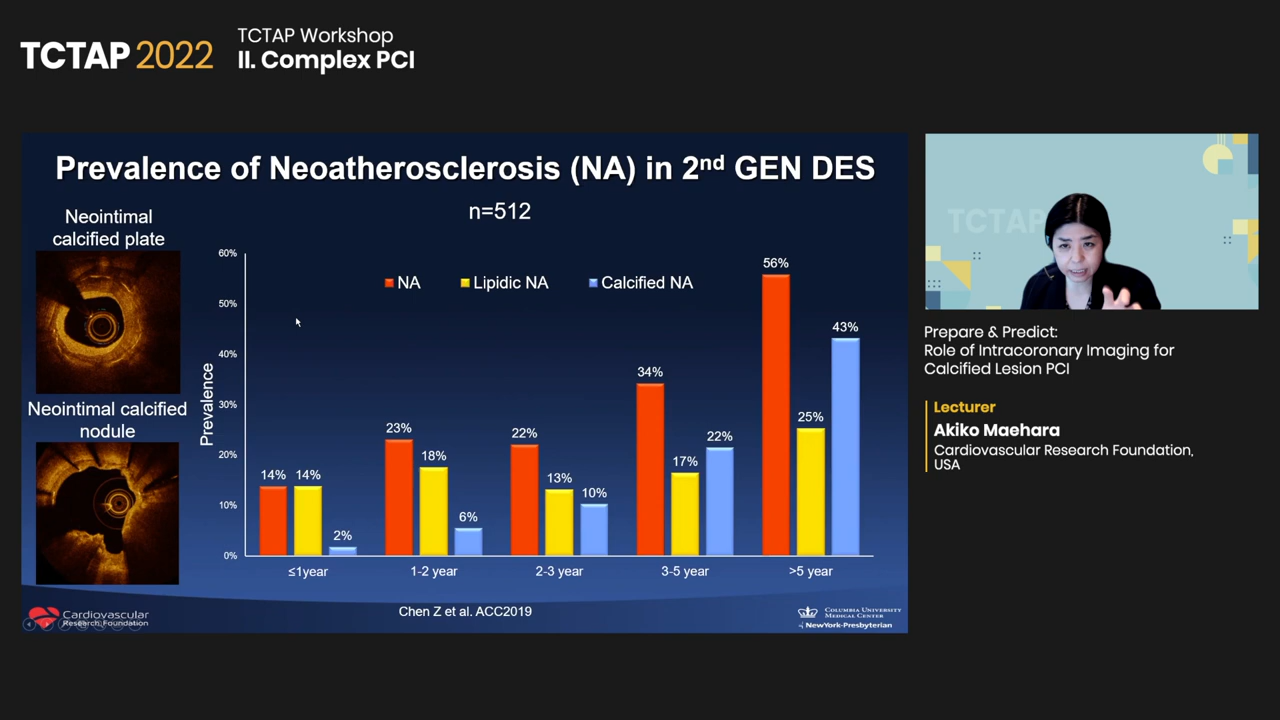 TCTAP 2022
TCTAP Workshop
II. Complex PCI
Prevalence of Neoatherosclerosis (NA) in 2nd GEN DES
n=512
Neointimal
calcified plate
Neointimal calcified
nodule
Prevalence
60%
50%
40%
30%
20%
10%
0%
NA
Lipidic NA
Calcified NA
14%
14%
2%
23%
18%
6%
22%
13%
10%
34%
17%
22%
56%
25%
43%
≤1year
1-2 year
2-3 year
3-5 year
>5 year
Chen Z et al. ACC2019
Cardiovascular
Research Foundation
COLUMBIA UNIVERSITY
MEDICAL CENTER
NewYork-Presbyterian
TCTAP
Prepare & Predict:
Role of Intracoronary Imaging for
Calcified Lesion PCI
Lecturer
Akiko Maehara
Cardiovascular Research Foundation,
USA